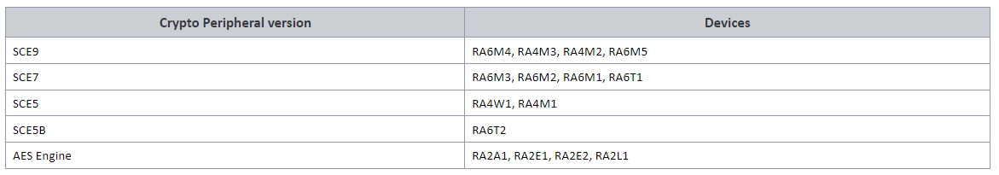 Crypto Peripheral version Devices
SCE9 RA6M4, RA4M3, RA4M2, RA6M5
SCE7 RA6M3, RA6M2, RA6M1, RA6T1
SCE5 RA4W1, RA4M1
SCE5B RA6T2
AES Engine RA2A1, RA2E1, RA2E2, RA2L1